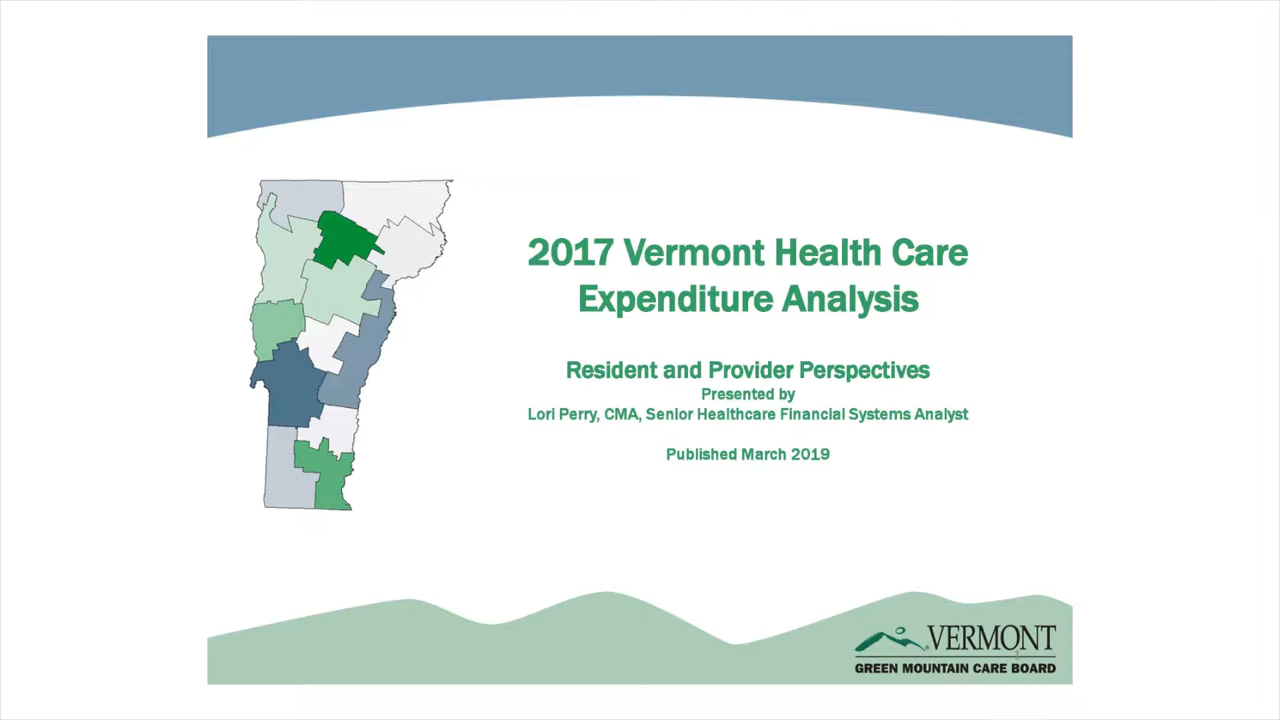 2017 Vermont Health Care
Expenditure Analysis
Resident and Provider Perspectives
Presented by
Lori Perry, CMA, Senior Healthcare Financial Systems Analyst
Published March 2019
VERMONT
GREEN MOUNTAIN CARE BOARD